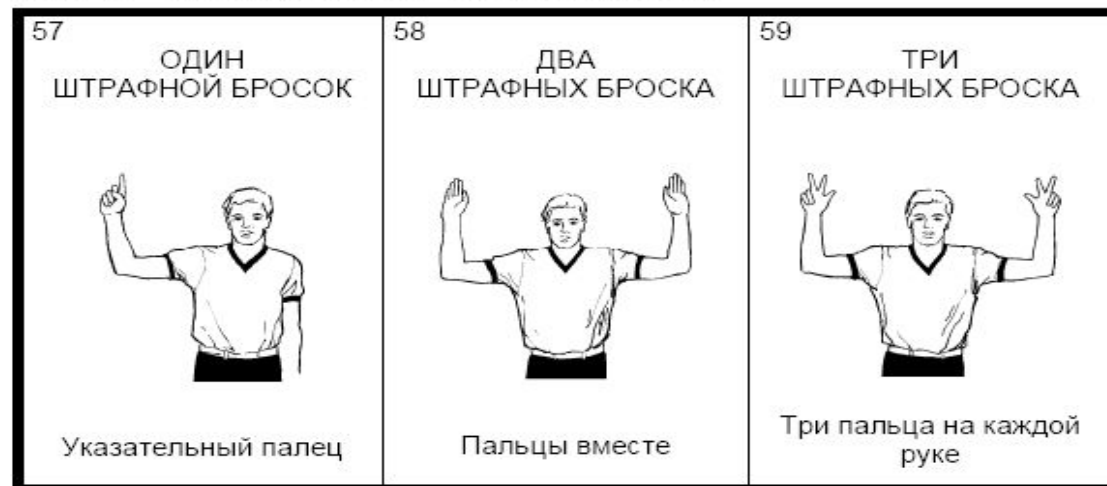 57
ОДИН
ШТРАФНОЙ БРОСОК
Указательный палец
58
ДВА
ШТРАФНЫХ БРОСКА
Пальцы вместе
59
ТРИ
ШТРАФНЫХ БРОСКА
Три пальца на каждой
руке